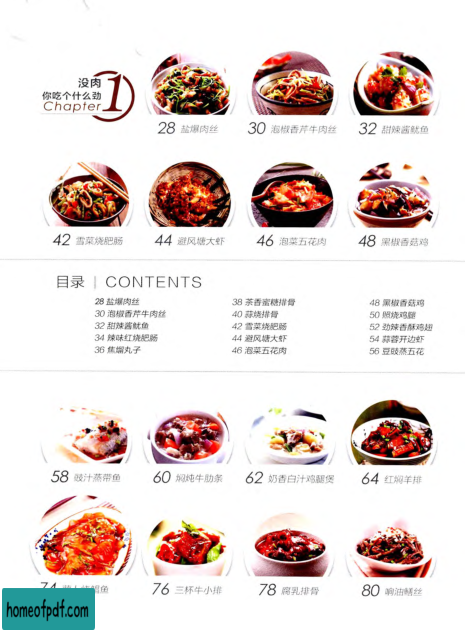 没肉
你吃个什么劲
Chapter 1
28 盐爆肉丝
30 泡椒香芹牛肉丝
32 甜辣酱鱿鱼
42 雪菜烧肥肠
44 避风塘大虾
46 泡菜五花肉
48 黑椒香菇鸡
目录 | CONTENTS
28 盐爆肉丝
30 泡椒香芹牛肉丝
32 甜辣酱鱿鱼
34 辣味红烧肥肠
36 焦熘丸子
38 茶香蜜糖排骨
40 蒜烧排骨
42 雪菜烧肥肠
44 避风塘大虾
46 泡菜五花肉
48 黑椒香菇鸡
50 照烧鸡腿
52 劲辣香酥鸡翅
54 蒜蓉开边虾
56 豆豉蒸五花
58 豉汁蒸带鱼
60 焖炖牛肋条
62 奶香白汁鸡腿煲
64 红焖羊排
74
76 三杯牛小排
78 腐乳排骨
80 响油鳝丝
homeofpdf.com